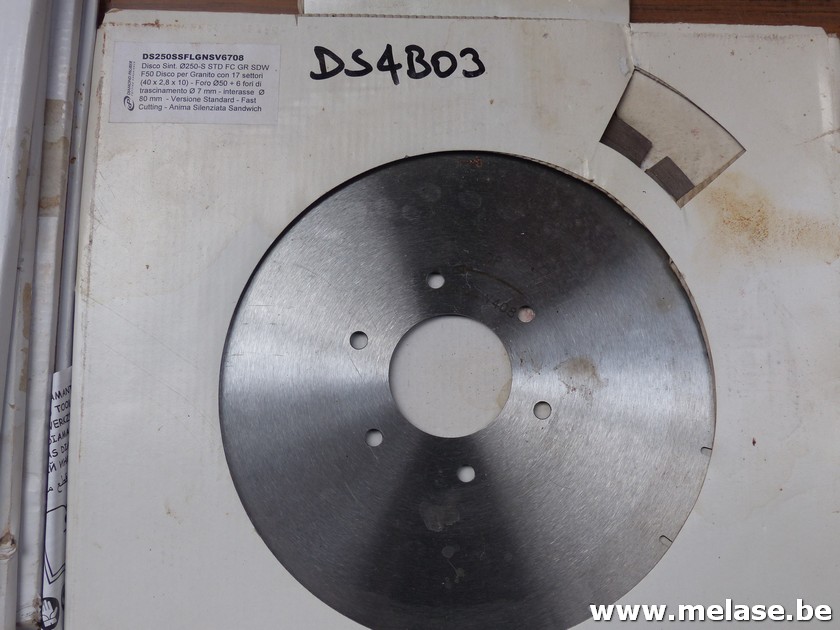 DS250SSFLGNSV6708
Disco Sint. Ø250-S STD FC GR SDW
F50 Disco per Granito con 17 settori
(40 x 2,8 x 10) - Foro Ø50 + 6 fori di
trascinamento Ø 7 mm - interasse Ø
80 mm - Versione Standard - Fast
Cutting - Anima Silenziata Sandwich
DS4B03
www.melase.be